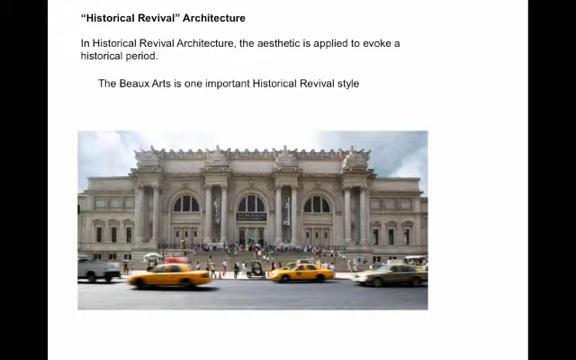 “Historical Revival” Architecture
In Historical Revival Architecture, the aesthetic is applied to evoke a
historical period.
The Beaux Arts is one important Historical Revival style